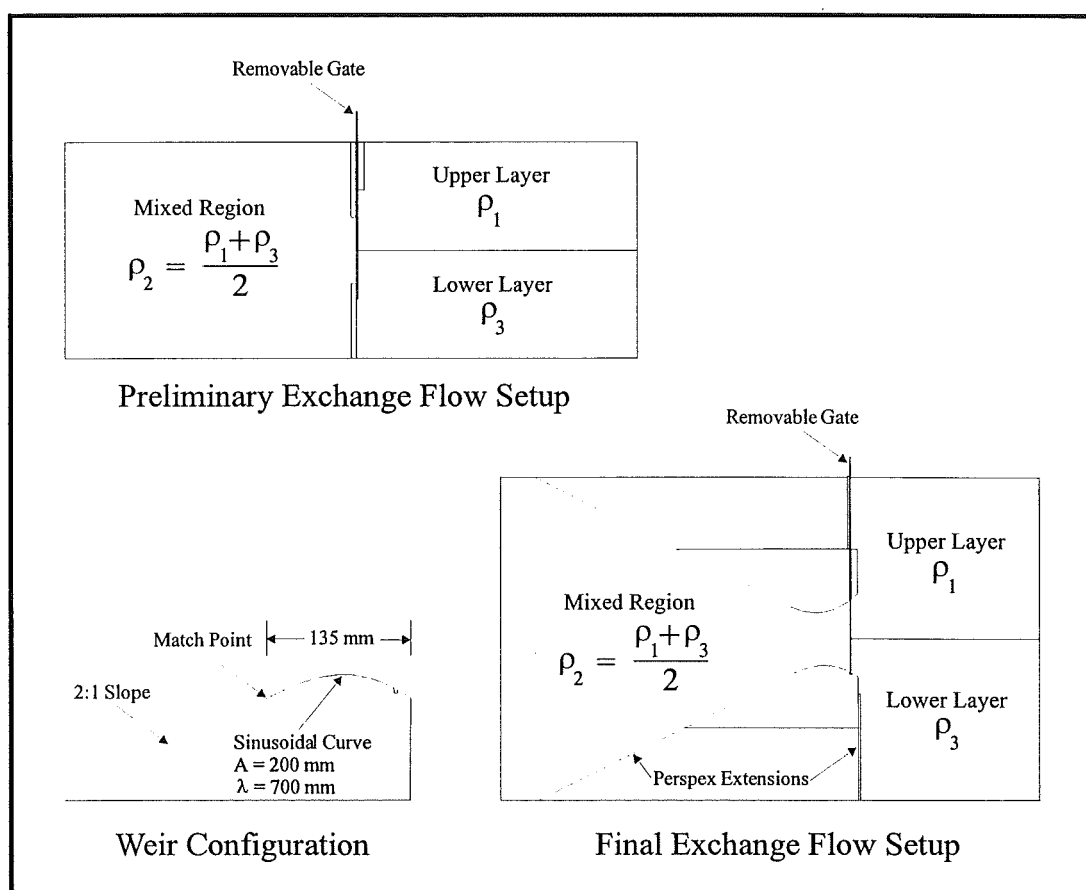 Removable Gate
Upper Layer
ρ₁
Mixed Region
ρ₂ = (ρ₁+ρ₃)/2
Lower Layer
ρ₃
Preliminary Exchange Flow Setup
Removable Gate
Upper Layer
ρ₁
Mixed Region
ρ₂ = (ρ₁+ρ₃)/2
Lower Layer
ρ₃
Perspex Extensions
Final Exchange Flow Setup
Match Point
135 mm
2:1 Slope
Sinusoidal Curve
A = 200 mm
λ = 700 mm
Weir Configuration